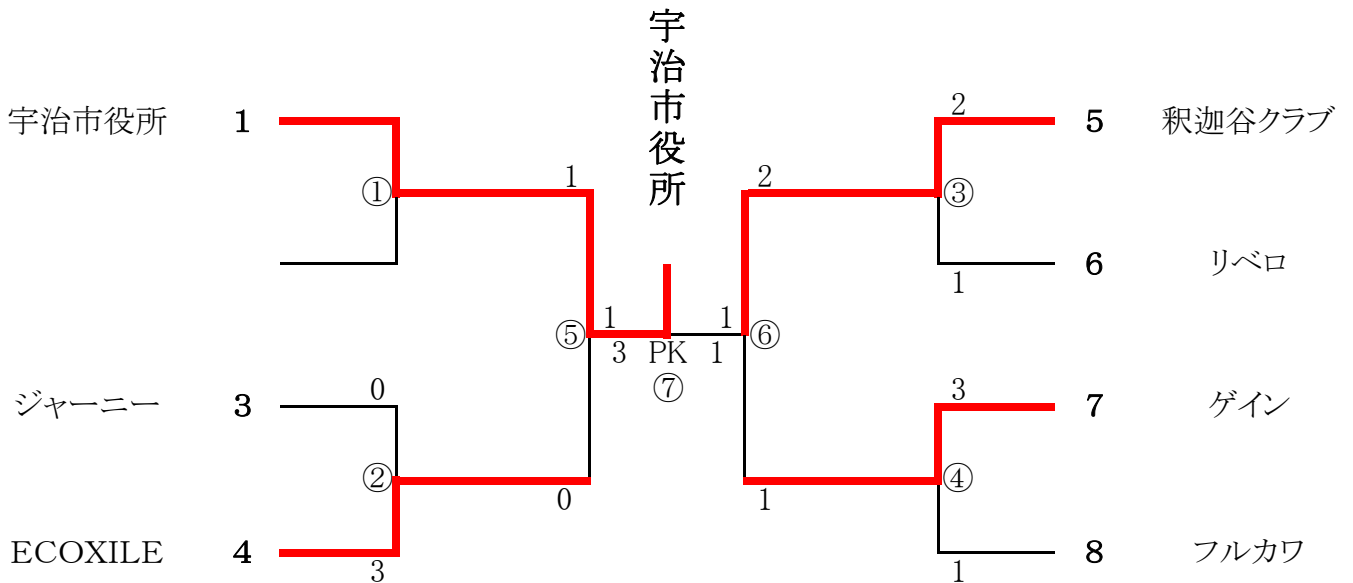 宇治市役所
宇治市役所 1
2
5 釈迦谷クラブ
① 1
2 ③
6 リベロ
1
⑤ 1 1 ⑥
3 PK 1
⑦
ジャーニー 3 0
3 7 ゲイン
② 0
1 ④
ECOXILE 4 3
1 8 フルカワ